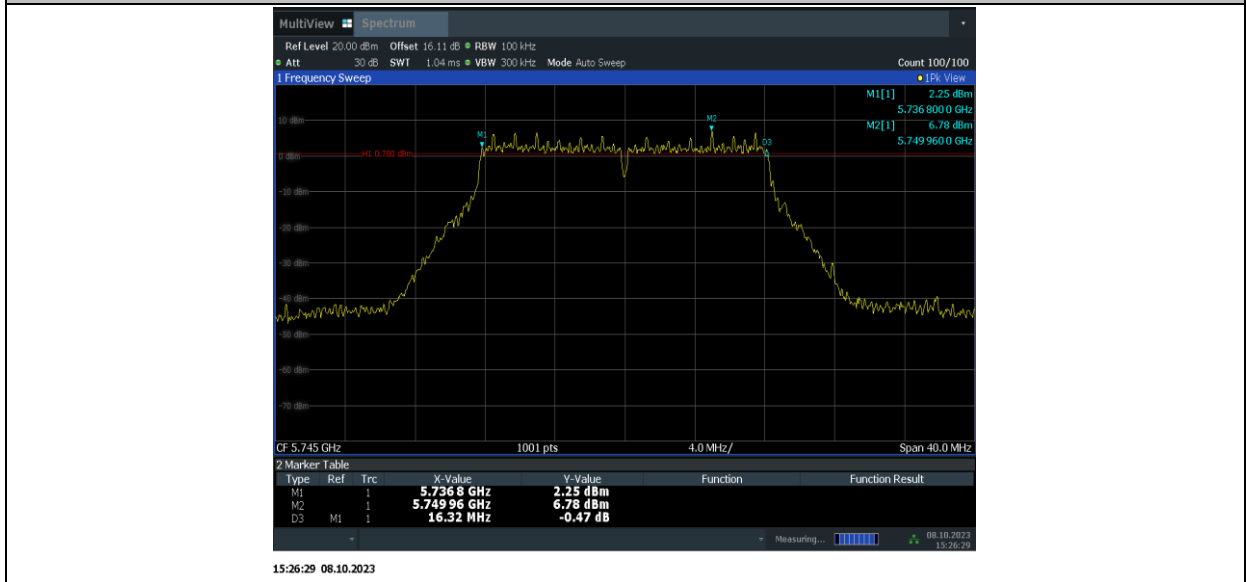 MultiView Spectrum
Ref Level 20.00 dBm Offset 16.11 dB RBW 100 kHz
Att 30 dB SWT 1.04 ms VBW 300 kHz Mode Auto Sweep Count 100/100
1 Frequency Sweep 1Pk View
M1[1] 2.25 dBm
5.736 800 0 GHz
M2[1] 6.78 dBm
5.749 960 0 GHz
10 dBm
M2
M1
D3
0 dBm
H1 0.780 dBm
-10 dBm
-20 dBm
-30 dBm
-40 dBm
-50 dBm
-60 dBm
-70 dBm
CF 5.745 GHz 1001 pts 4.0 MHz/ Span 40.0 MHz
2 Marker Table
Type Ref Trc X-Value Y-Value Function Function Result
M1 1 5.736 8 GHz 2.25 dBm
M2 1 5.749 96 GHz 6.78 dBm
D3 M1 1 16.32 MHz -0.47 dB
Measuring... 08.10.2023
15:26:29
15:26:29 08.10.2023